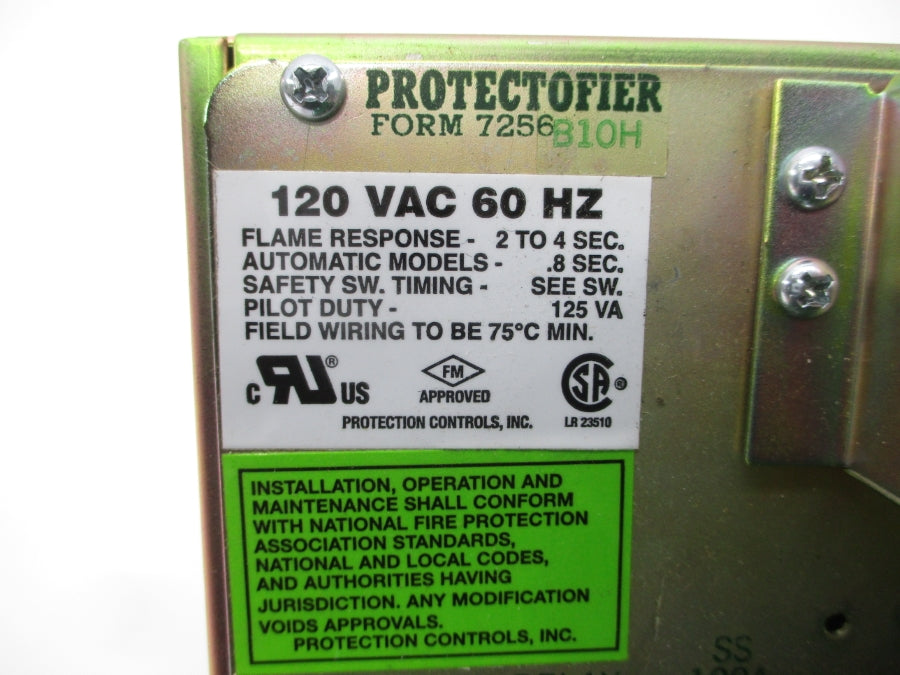 PROTECTOFIER
FORM 7256 B10H
120 VAC 60 HZ
FLAME RESPONSE - 2 TO 4 SEC.
AUTOMATIC MODELS - .8 SEC.
SAFETY SW. TIMING - SEE SW.
PILOT DUTY - 125 VA
FIELD WIRING TO BE 75°C MIN.
C RU® US
FM
APPROVED
SA ®
PROTECTION CONTROLS, INC. LR 23510
INSTALLATION, OPERATION AND
MAINTENANCE SHALL CONFORM
WITH NATIONAL FIRE PROTECTION
ASSOCIATION STANDARDS,
NATIONAL AND LOCAL CODES,
AND AUTHORITIES HAVING
JURISDICTION. ANY MODIFICATION
VOIDS APPROVALS.
PROTECTION CONTROLS, INC.
SS